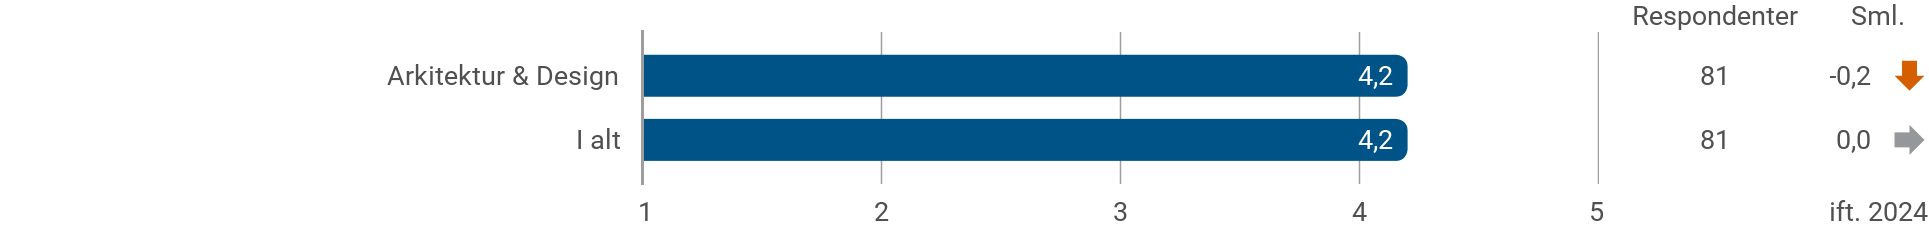 Respondenter Sml.
Arkitektur & Design 4,2 81 -0,2
I alt 4,2 81 0,0
1 2 3 4 5 ift. 2024